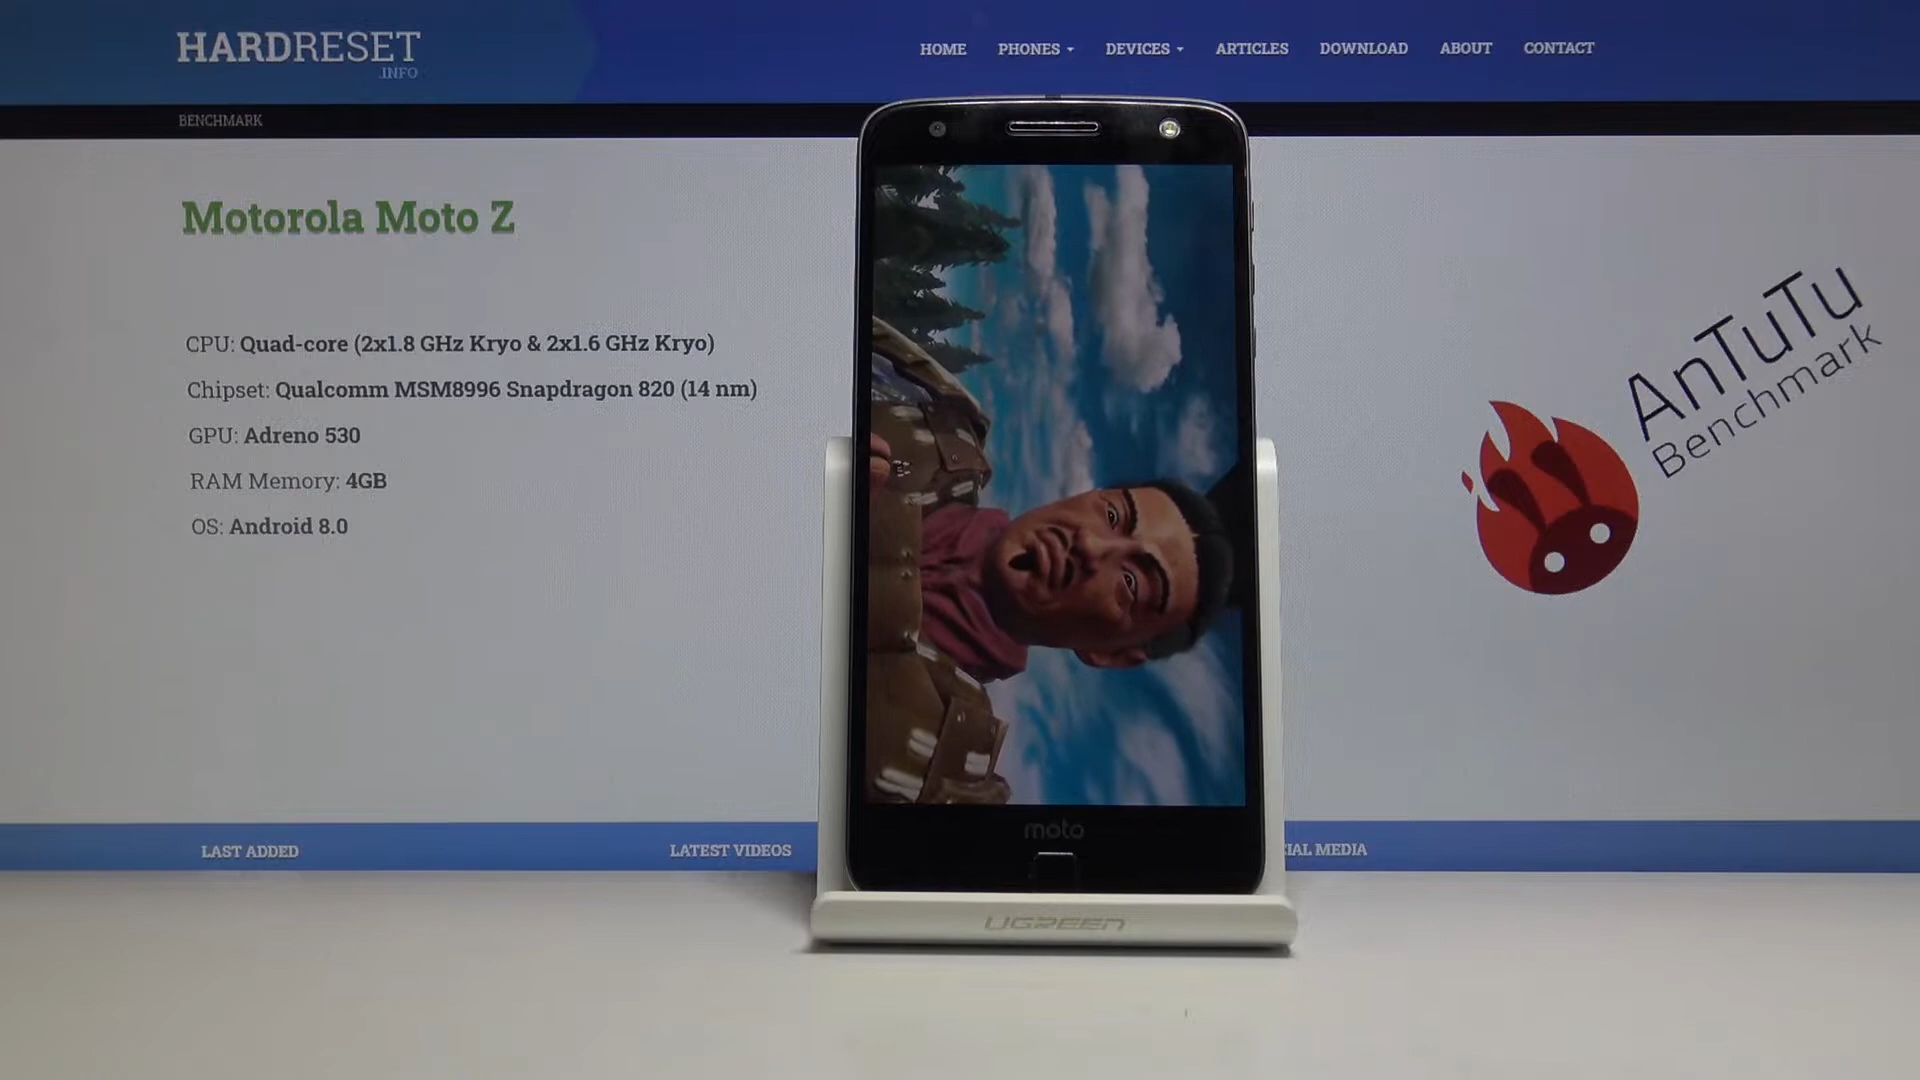 HARDRESET
.INFO
HOME PHONES DEVICES ARTICLES DOWNLOAD ABOUT CONTACT
BENCHMARK
Motorola Moto Z
CPU: Quad-core (2x1.8 GHz Kryo & 2x1.6 GHz Kryo)
Chipset: Qualcomm MSM8996 Snapdragon 820 (14 nm)
GPU: Adreno 530
RAM Memory: 4GB
OS: Android 8.0
AnTuTu
Benchmark
moto
LAST ADDED LATEST VIDEOS IAL MEDIA
UGREEN